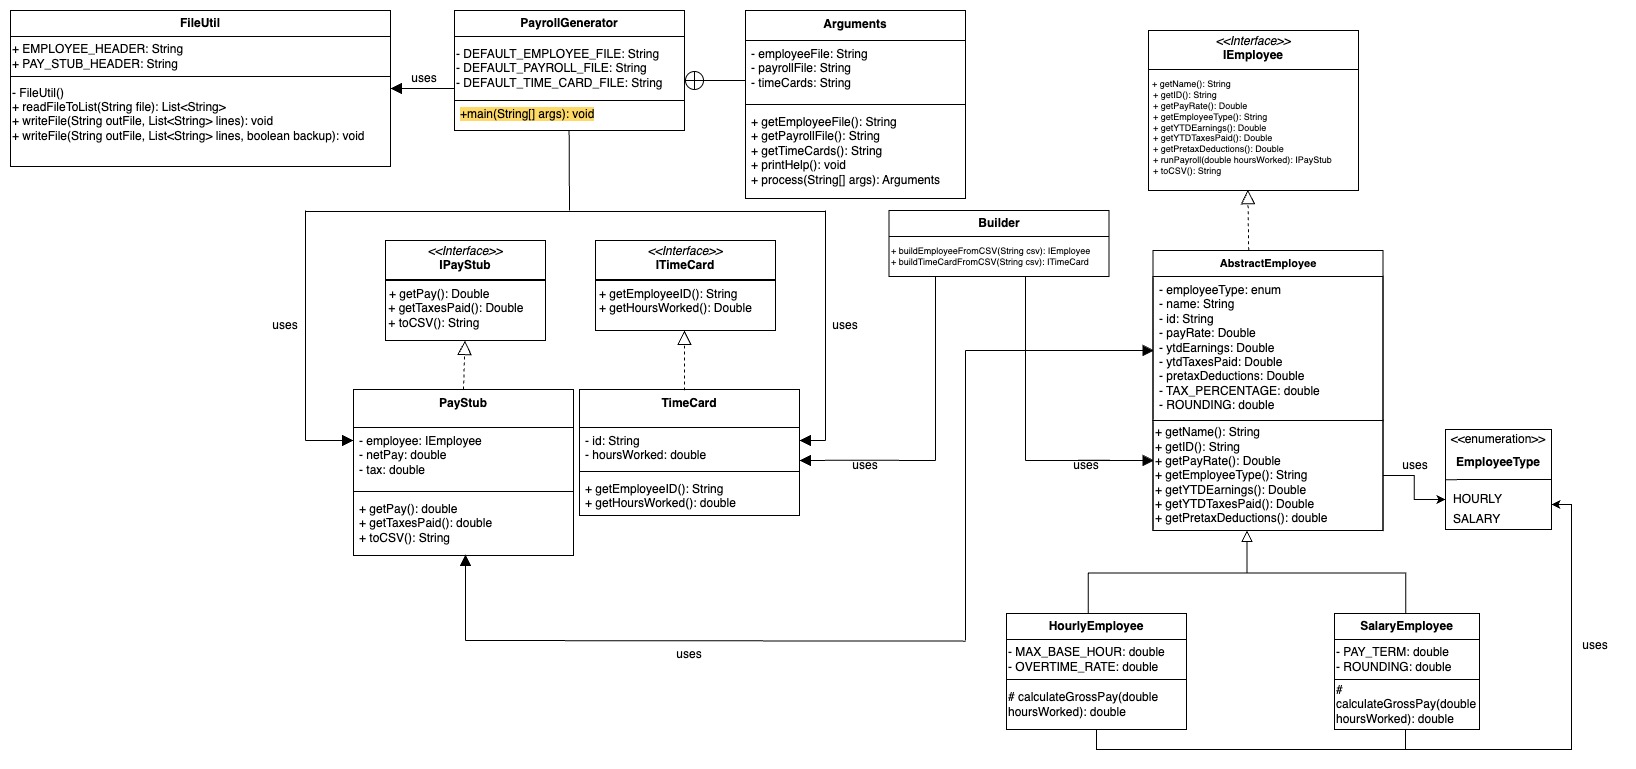 FileUtil
+ EMPLOYEE_HEADER: String
+ PAY_STUB_HEADER: String
- FileUtil()
+ readFileToList(String file): List<String>
+ writeFile(String outFile, List<String> lines): void
+ writeFile(String outFile, List<String> lines, boolean backup): void
uses
PayrollGenerator
- DEFAULT_EMPLOYEE_FILE: String
- DEFAULT_PAYROLL_FILE: String
- DEFAULT_TIME_CARD_FILE: String
+main(String[] args): void
Arguments
- employeeFile: String
- payrollFile: String
- timeCards: String
+ getEmployeeFile(): String
+ getPayrollFile(): String
+ getTimeCards(): String
+ printHelp(): void
+ process(String[] args): Arguments
<<Interface>>
IEmployee
+ getName(): String
+ getID(): String
+ getPayRate(): Double
+ getEmployeeType(): String
+ getYTDEarnings(): Double
+ getYTDTaxesPaid(): Double
+ getPretaxDeductions(): Double
+ runPayroll(double hoursWorked): IPayStub
+ toCSV(): String
<<Interface>>
IPayStub
+ getPay(): Double
+ getTaxesPaid(): Double
+ toCSV(): String
<<Interface>>
ITimeCard
+ getEmployeeID(): String
+ getHoursWorked(): Double
Builder
+ buildEmployeeFromCSV(String csv): IEmployee
+ buildTimeCardFromCSV(String csv): ITimeCard
uses
uses
AbstractEmployee
- employeeType: enum
- name: String
- id: String
- payRate: Double
- ytdEarnings: Double
- ytdTaxesPaid: Double
- pretaxDeductions: Double
- TAX_PERCENTAGE: double
- ROUNDING: double
+ getName(): String
+ getID(): String
+ getPayRate(): Double
+ getEmployeeType(): String
+ getYTDEarnings(): Double
+ getYTDTaxesPaid(): Double
+ getPretaxDeductions(): double
PayStub
- employee: IEmployee
- netPay: double
- tax: double
+ getPay(): double
+ getTaxesPaid(): double
+ toCSV(): String
TimeCard
- id: String
- hoursWorked: double
+ getEmployeeID(): String
+ getHoursWorked(): double
uses
uses
uses
<<enumeration>>
EmployeeType
HOURLY
SALARY
uses
HourlyEmployee
- MAX_BASE_HOUR: double
- OVERTIME_RATE: double
# calculateGrossPay(double
hoursWorked): double
SalaryEmployee
- PAY_TERM: double
- ROUNDING: double
#
calculateGrossPay(double
hoursWorked): double
uses